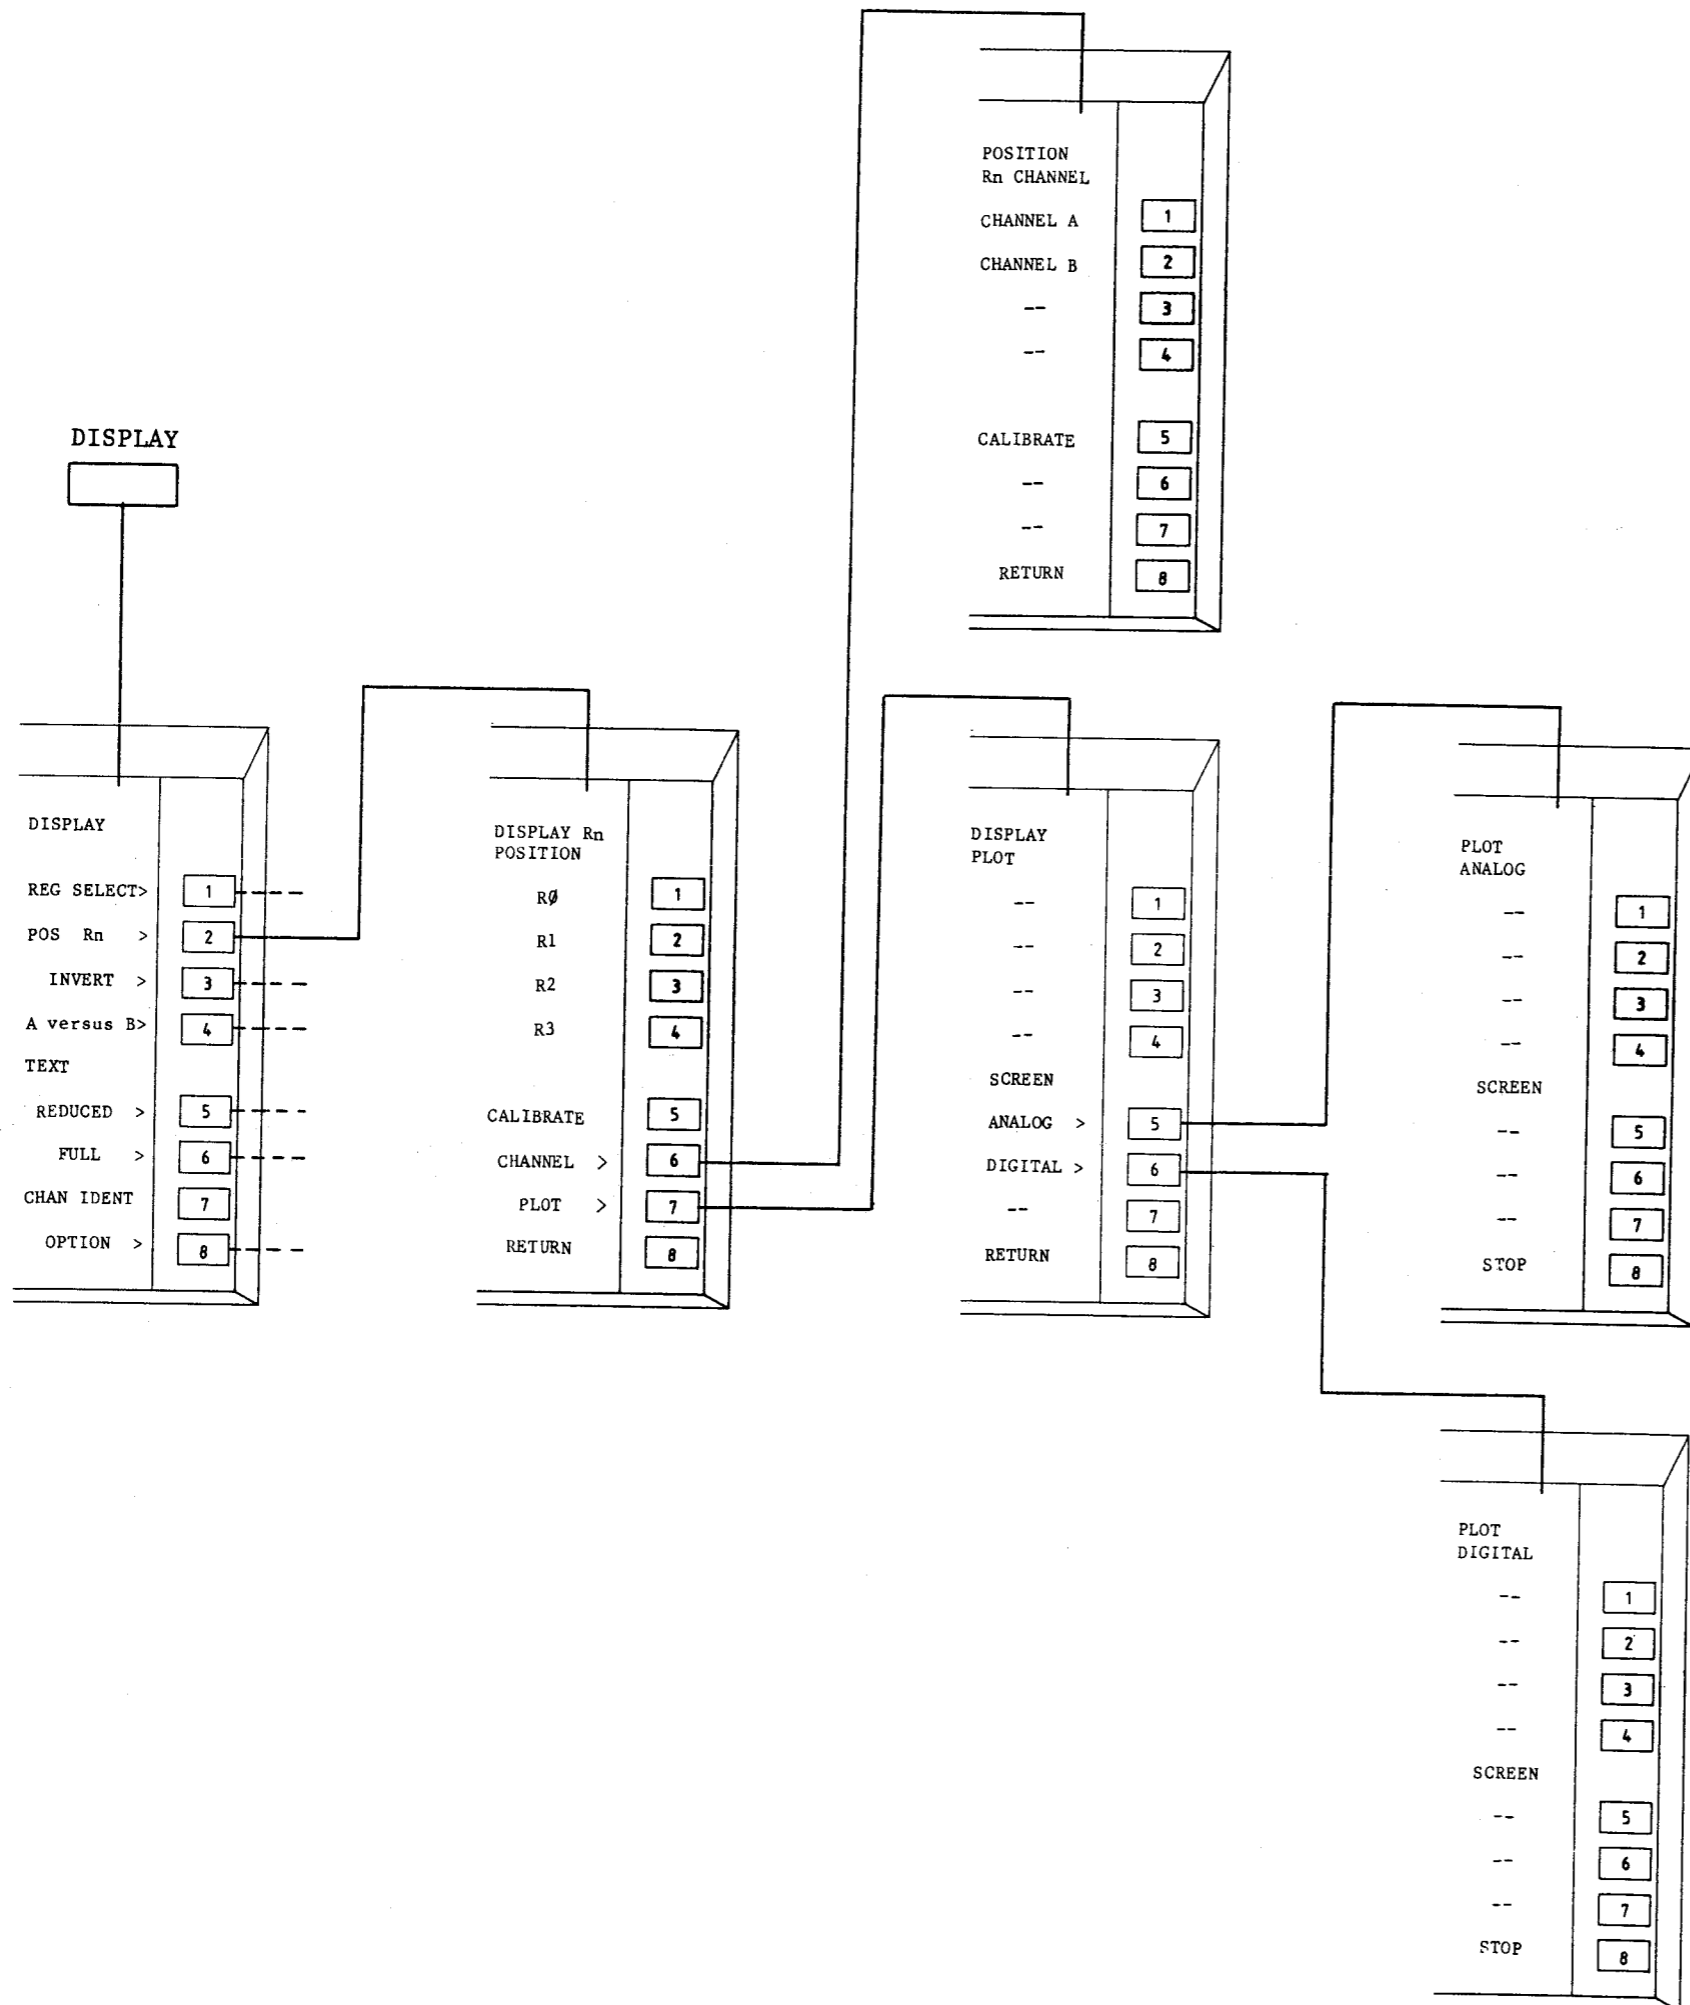 DISPLAY
DISPLAY
REG SELECT> 1
POS Rn > 2
INVERT > 3
A versus B> 4
TEXT
REDUCED > 5
FULL > 6
CHAN IDENT 7
OPTION > 8
DISPLAY Rn
POSITION
RØ 1
R1 2
R2 3
R3 4
CALIBRATE 5
CHANNEL > 6
PLOT > 7
RETURN 8
POSITION
Rn CHANNEL
CHANNEL A 1
CHANNEL B 2
-- 3
-- 4
CALIBRATE 5
-- 6
-- 7
RETURN 8
DISPLAY
PLOT
-- 1
-- 2
-- 3
-- 4
SCREEN
ANALOG > 5
DIGITAL > 6
-- 7
RETURN 8
PLOT
ANALOG
-- 1
-- 2
-- 3
-- 4
SCREEN
-- 5
-- 6
-- 7
STOP 8
PLOT
DIGITAL
-- 1
-- 2
-- 3
-- 4
SCREEN
-- 5
-- 6
-- 7
STOP 8